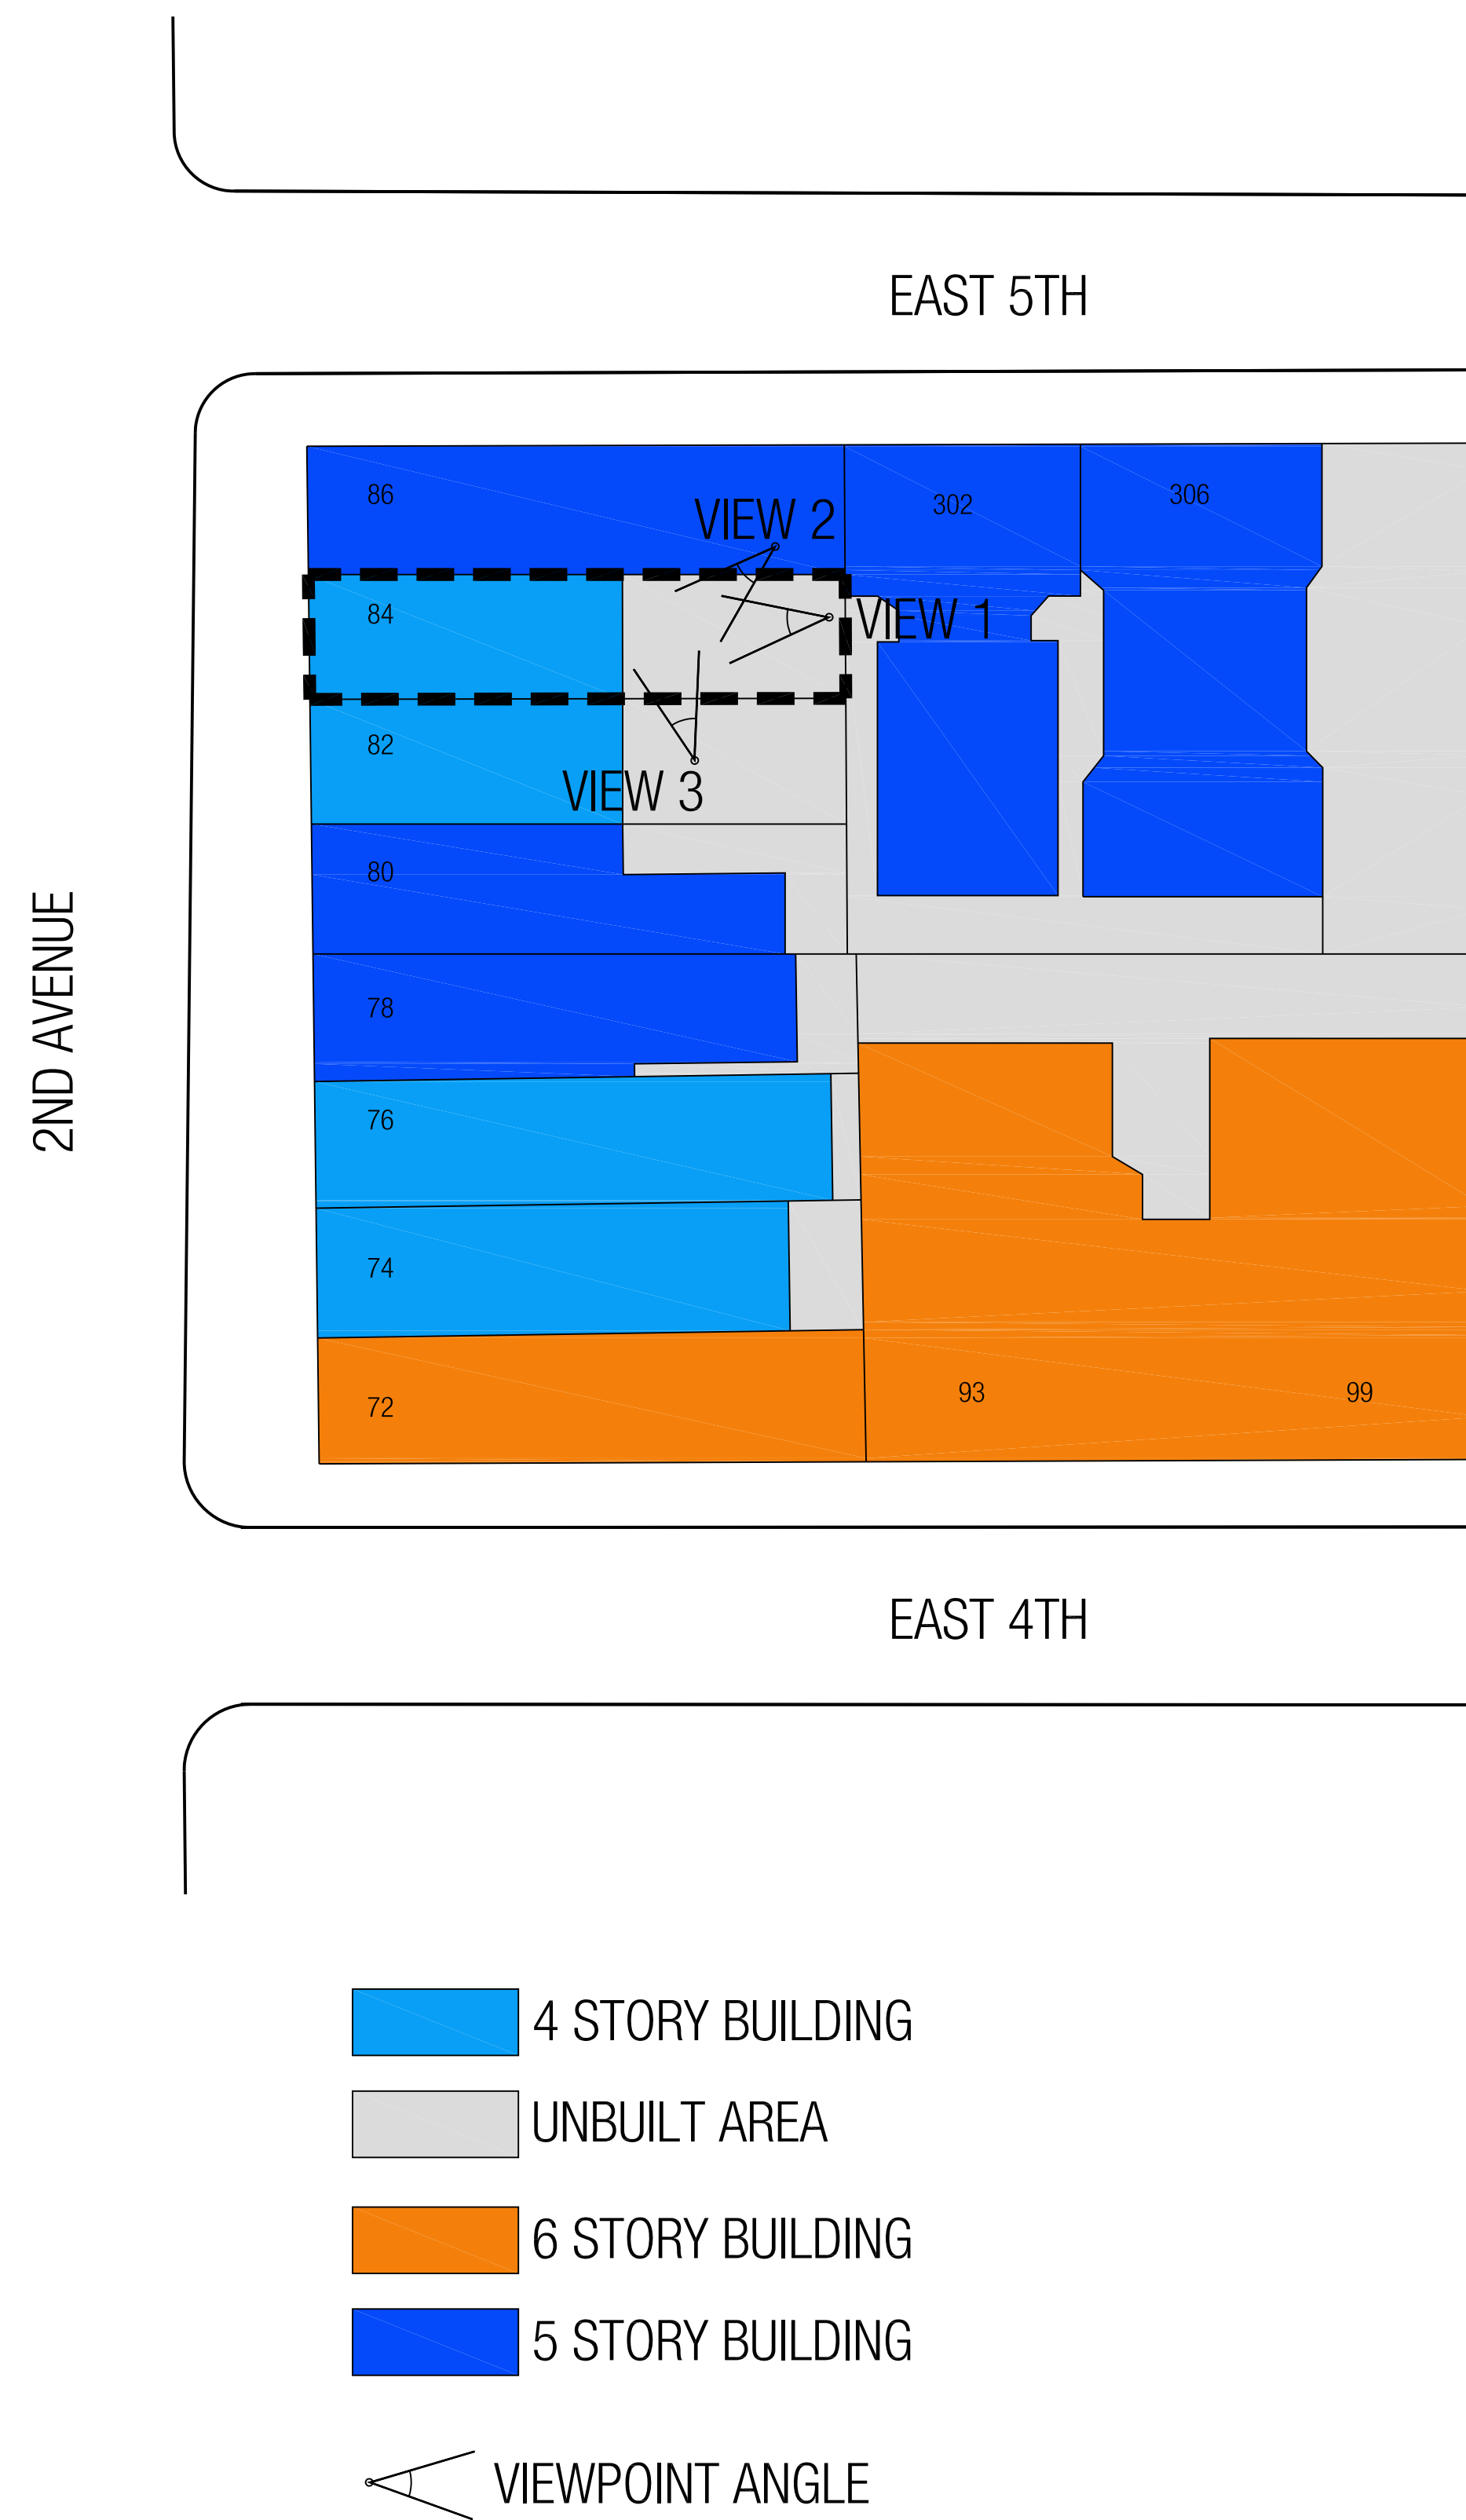 EAST 5TH
86
302
306
VIEW 2
84
VIEW 1
82
VIEW 3
80
2ND AVENUE
78
76
74
93
99
72
EAST 4TH
4 STORY BUILDING
UNBUILT AREA
6 STORY BUILDING
5 STORY BUILDING
VIEWPOINT ANGLE